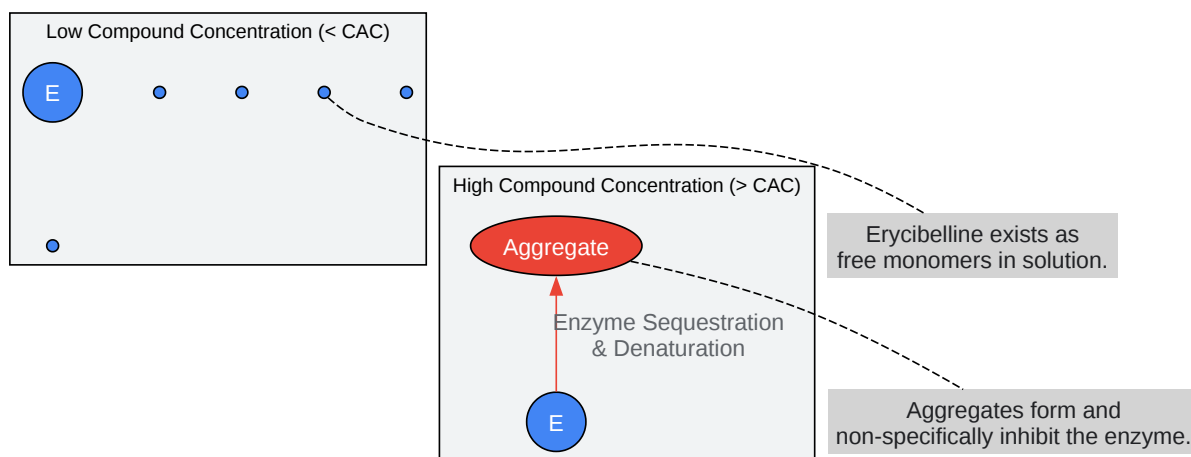 Low Compound Concentration (< CAC)
E
High Compound Concentration (> CAC)
Aggregate
Erycibelline exists as
free monomers in solution.
Enzyme Sequestration
& Denaturation
E
Aggregates form and
non-specifically inhibit the enzyme.